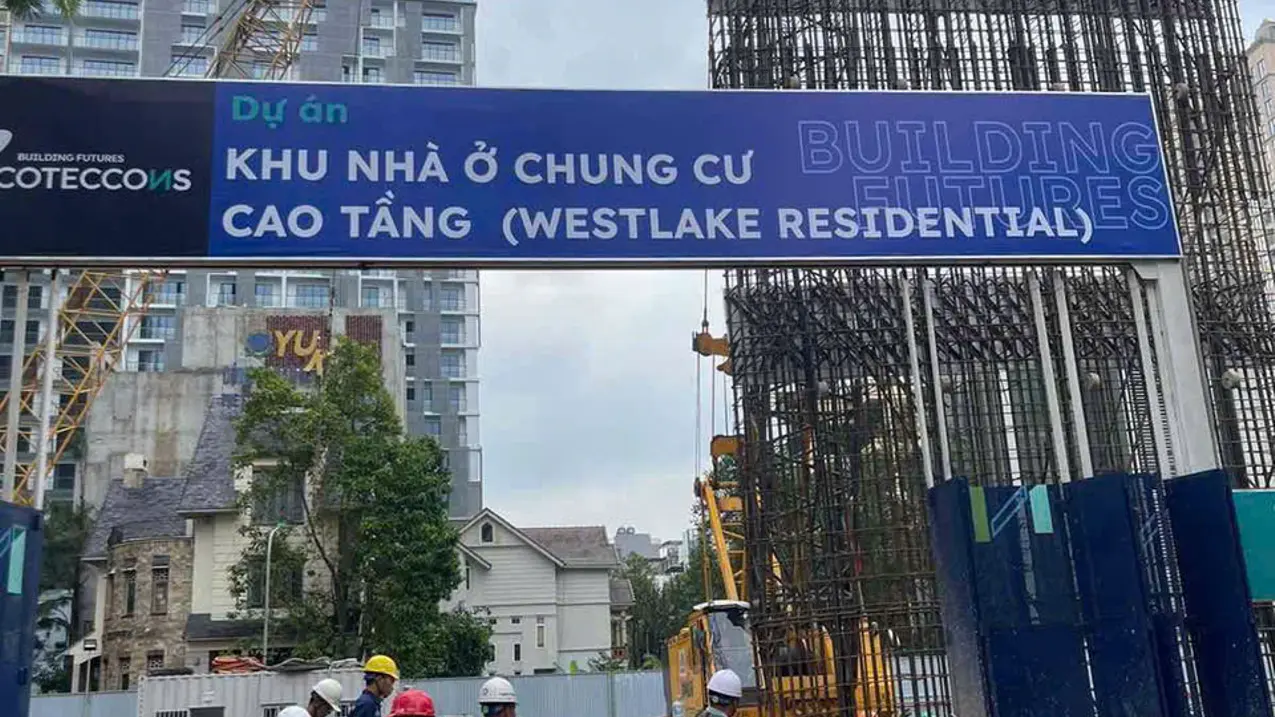 BUILDING FUTURES
COTECCONS
Dự án
KHU NHÀ Ở CHUNG CƯ
CAO TẦNG (WESTLAKE RESIDENTIAL)
BUILDING
FUTURES